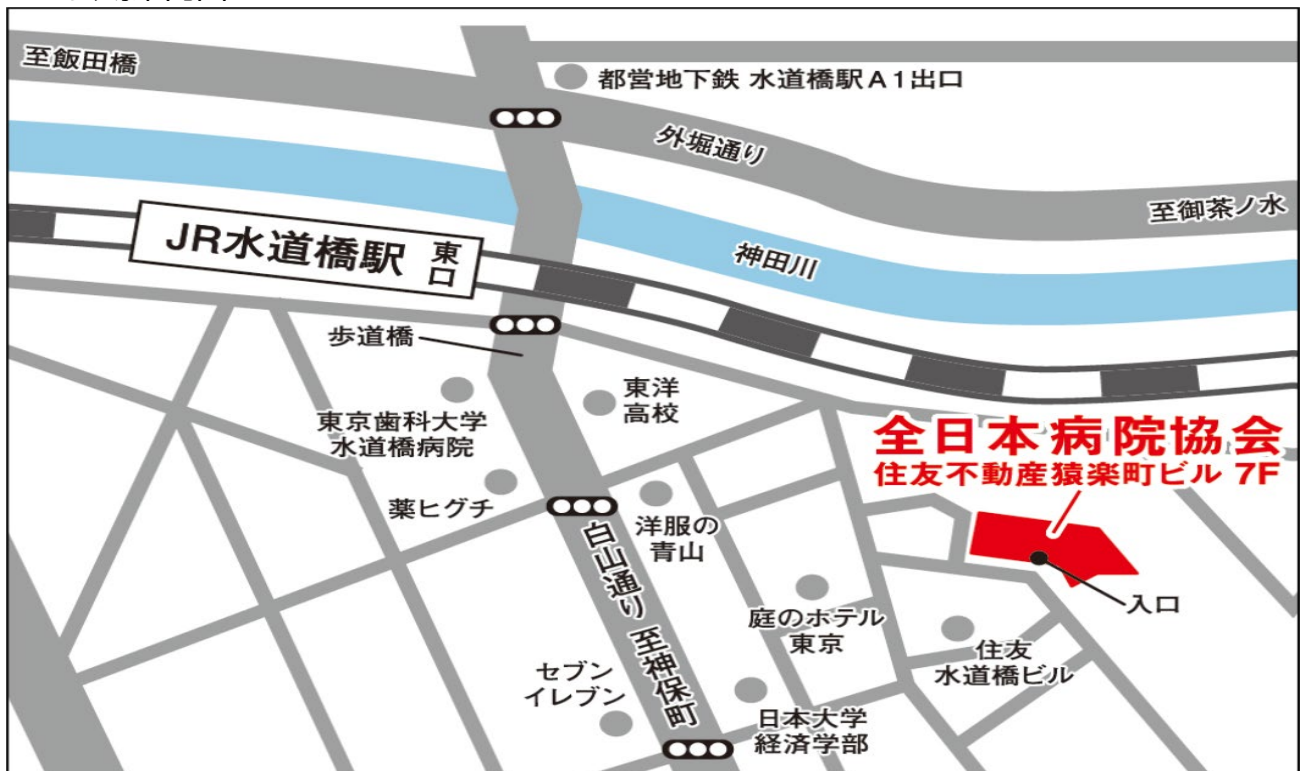 至飯田橋
都営地下鉄 水道橋駅A1出口
外堀通り
至御茶ノ水
JR水道橋駅 東口
神田川
歩道橋
東洋
高校
東京歯科大学
水道橋病院
全日本病院協会
住友不動産猿楽町ビル 7F
薬ヒグチ
洋服の
青山
白山通り 至神保町
入口
庭のホテル
東京
住友
水道橋ビル
セブン
イレブン
日本大学
経済学部